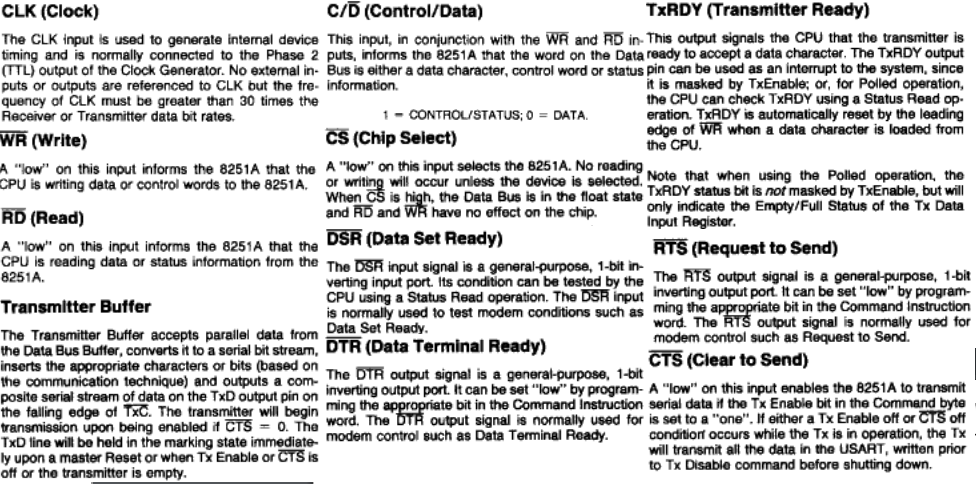 CLK (Clock)
The CLK input is used to generate internal device
timing and is normally connected to the Phase 2
(TTL) output of the Clock Generator. No external in-
puts or outputs are referenced to CLK but the fre-
quency of CLK must be greater than 30 times the
Receiver or Transmitter data bit rates.
W̅R̅ (Write)
A "low" on this input informs the 8251A that the
CPU is writing data or control words to the 8251A.
R̅D̅ (Read)
A "low" on this input informs the 8251A that the
CPU is reading data or status information from the
8251A.
Transmitter Buffer
The Transmitter Buffer accepts parallel data from
the Data Bus Buffer, converts it to a serial bit stream,
inserts the appropriate characters or bits (based on
the communication technique) and outputs a com-
posite serial stream of data on the TxD output pin on
the falling edge of T̅x̅C̅. The transmitter will begin
transmission upon being enabled if C̅T̅S̅ = 0. The
TxD line will be held in the marking state immediate-
ly upon a master Reset or when Tx Enable or C̅T̅S̅ is
off or the transmitter is empty.
C/D̅ (Control/Data)
This input, in conjunction with the W̅R̅ and R̅D̅ in-
puts, informs the 8251A that the word on the Data
Bus is either a data character, control word or status
information.
1 = CONTROL/STATUS; 0 = DATA.
C̅S̅ (Chip Select)
A "low" on this input selects the 8251A. No reading
or writing will occur unless the device is selected.
When C̅S̅ is high, the Data Bus is in the float state
and R̅D̅ and W̅R̅ have no effect on the chip.
D̅S̅R̅ (Data Set Ready)
The D̅S̅R̅ input signal is a general-purpose, 1-bit in-
verting input port. Its condition can be tested by the
CPU using a Status Read operation. The D̅S̅R̅ input
is normally used to test modem conditions such as
Data Set Ready.
D̅T̅R̅ (Data Terminal Ready)
The D̅T̅R̅ output signal is a general-purpose, 1-bit
inverting output port. It can be set "low" by program-
ming the appropriate bit in the Command Instruction
word. The D̅T̅R̅ output signal is normally used for
modem control such as Data Terminal Ready.
TxRDY (Transmitter Ready)
This output signals the CPU that the transmitter is
ready to accept a data character. The TxRDY output
pin can be used as an interrupt to the system, since
it is masked by TxEnable; or, for Polled operation,
the CPU can check TxRDY using a Status Read op-
eration. TxRDY is automatically reset by the leading
edge of W̅R̅ when a data character is loaded from
the CPU.
Note that when using the Polled operation, the
TxRDY status bit is not masked by TxEnable, but will
only indicate the Empty/Full Status of the Tx Data
Input Register.
R̅T̅S̅ (Request to Send)
The R̅T̅S̅ output signal is a general-purpose, 1-bit
inverting output port. It can be set "low" by program-
ming the appropriate bit in the Command Instruction
word. The R̅T̅S̅ output signal is normally used for
modem control such as Request to Send.
C̅T̅S̅ (Clear to Send)
A "low" on this input enables the 8251A to transmit
serial data if the Tx Enable bit in the Command byte
is set to a "one". If either a Tx Enable off or C̅T̅S̅ off
condition occurs while the Tx is in operation, the Tx
will transmit all the data in the USART, written prior
to Tx Disable command before shutting down.